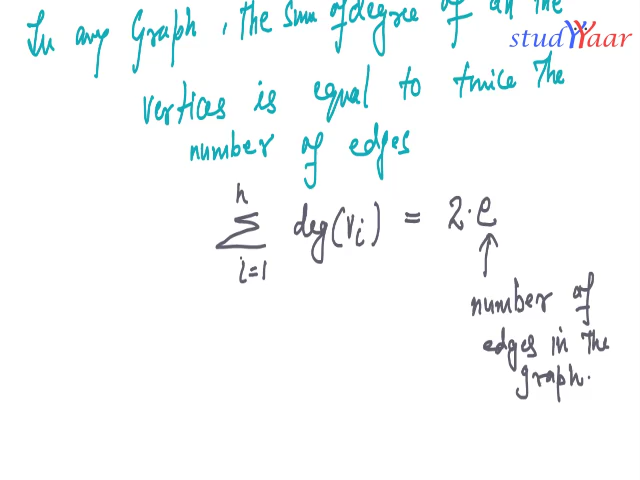 In any Graph, the sum of degree of all the
studYYaar
vertices is equal to twice the
number of edges
n
∑ deg(vi) = 2·e
i=1
number of
edges in the
graph.